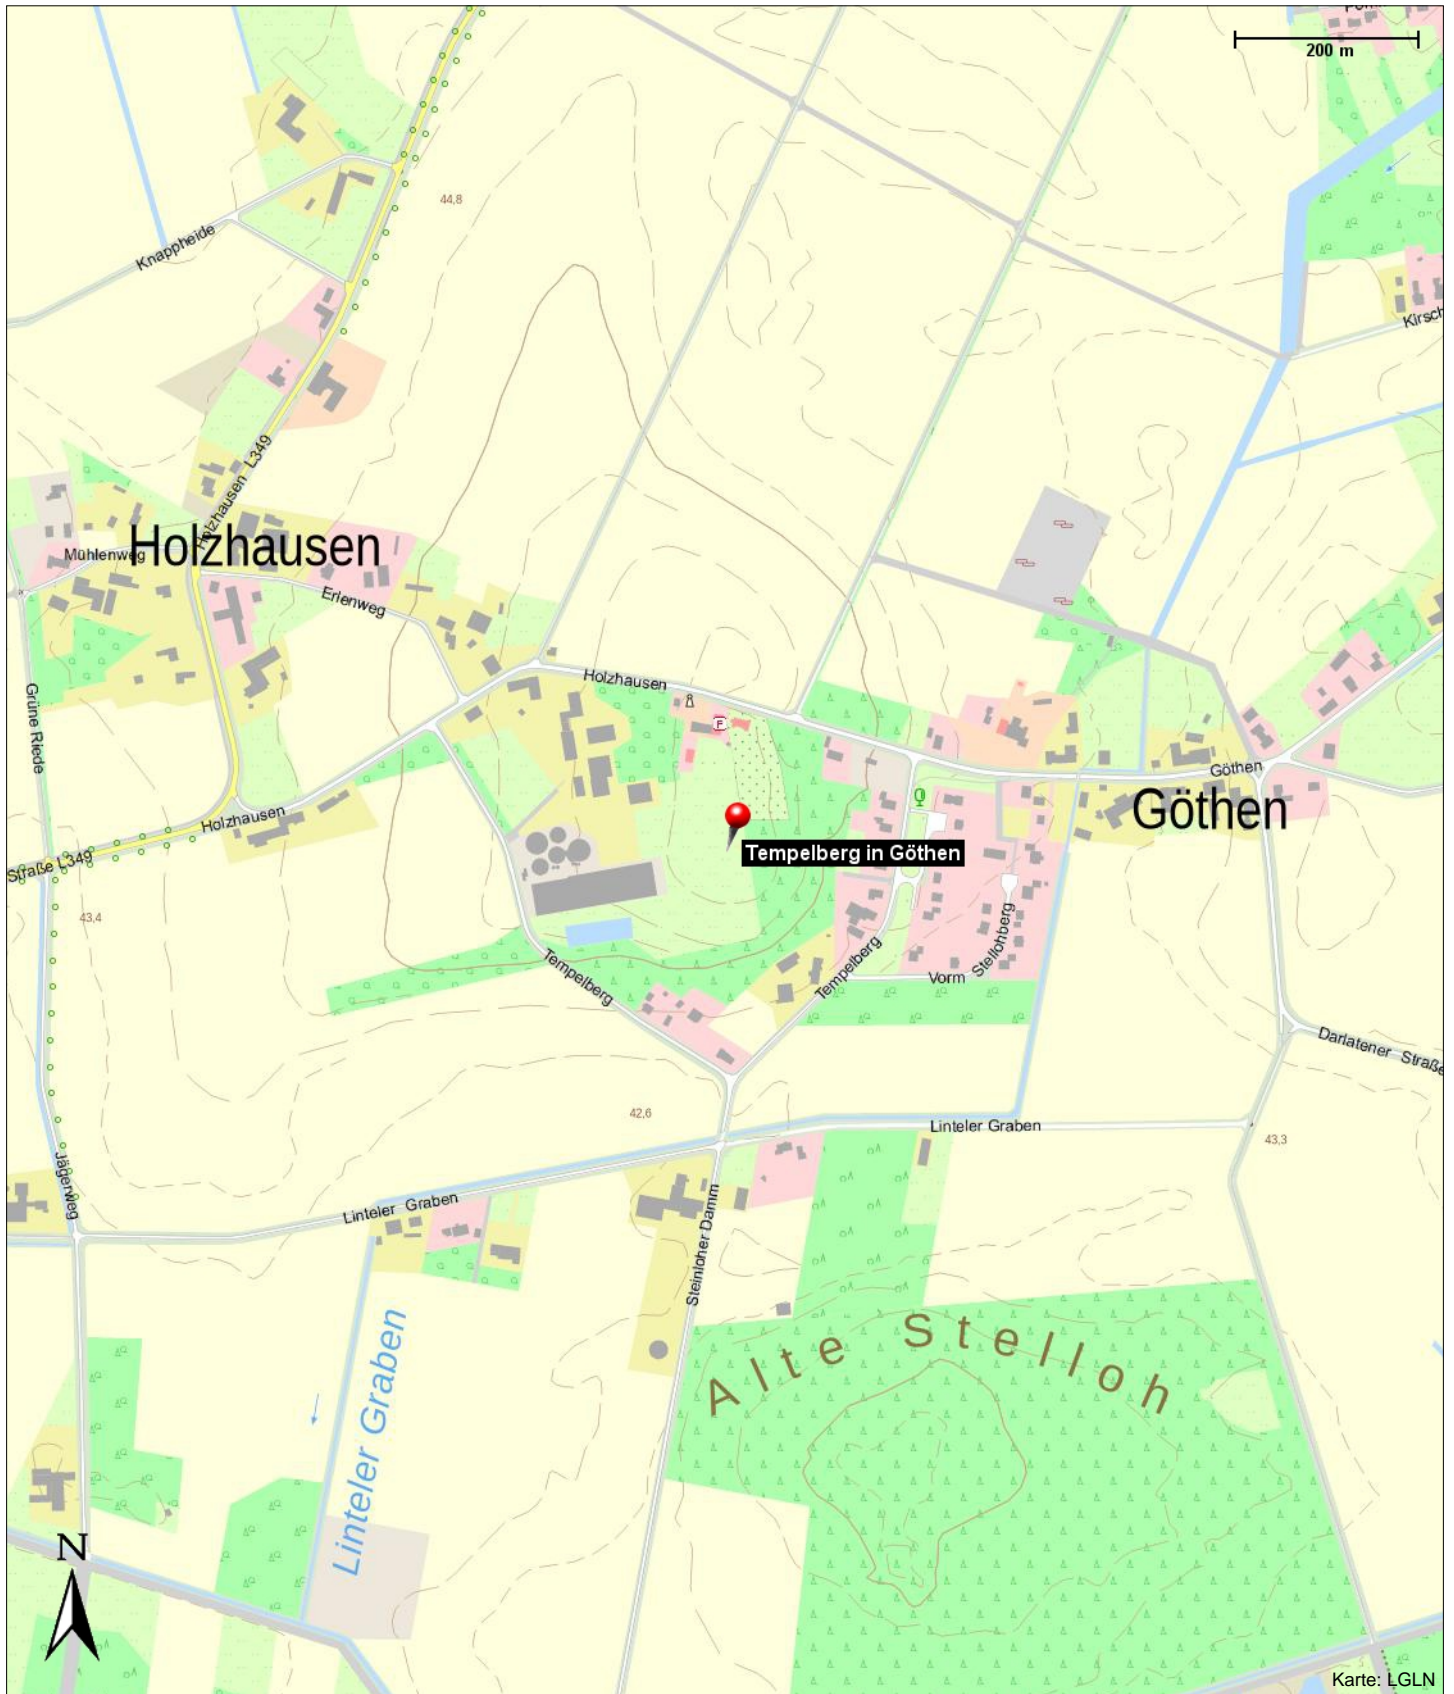 200 m
44,8
Knappheide
Kirsch
Holzhausen L349
Holzhausen
Mühlenweg
Erlenweg
Holzhausen
Grüne Riede
F
Göthen
Göthen
Holzhausen
Tempelberg in Göthen
Straße L349
43,4
Tempelberg
Tempelberg
Vorm Stellohberg
Darlatener Straße
42,6
Linteler Graben
43,3
Jägerweg
Linteler Graben
Steinloher Damm
Alte Stelloh
Linteler Graben
N
Karte: LGLN